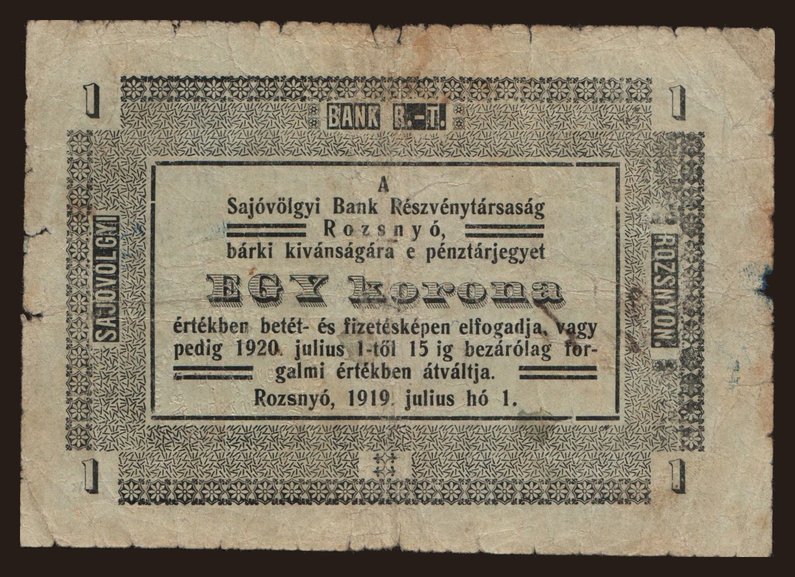 1
1
BANK R.-T.
SAJÓVÖLGYI
ROZSNYÓN
A
Sajóvölgyi Bank Részvénytársaság
Rozsnyó,
bárki kivánságára e pénztárjegyet
EGY korona
értékben betét- és fizetésképen elfogadja, vagy
pedig 1920. julius 1-től 15 ig bezárólag for-
galmi értékben átváltja.
Rozsnyó, 1919. julius hó 1.
1
1